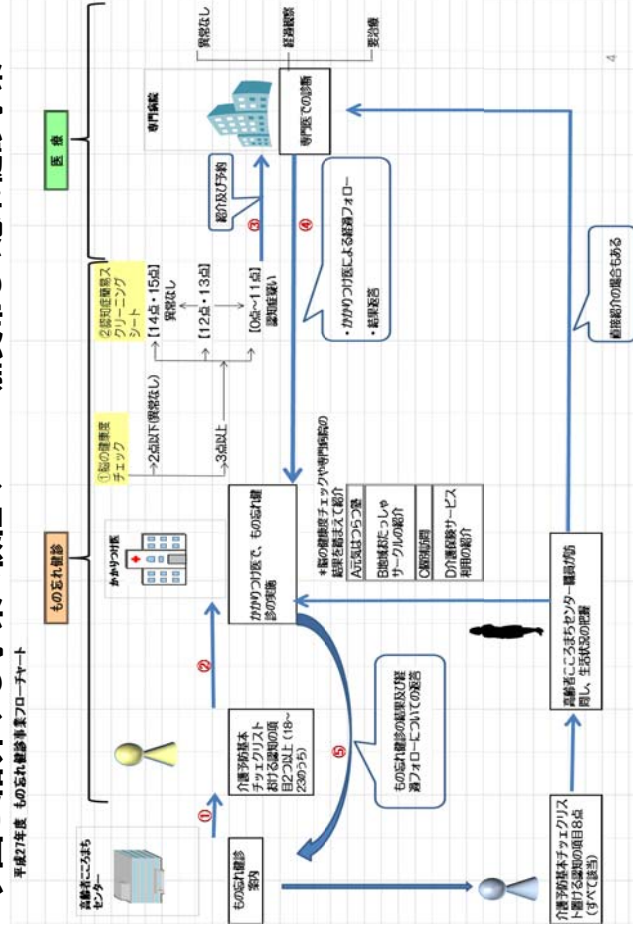 平成27年度 もの忘れ健診事業フローチャート
もの忘れ健診
医 療
高齢者こころまち
センター
もの忘れ健診
案内
①
介護予防基本
チェックリスト
おける認知の項
目2つ以上(18~
23のうち)
②
かかりつけ医
かかりつけ医で、もの忘れ健
診の実施
①脳の健康度
チェック
2点以下(異常なし)
3点以上
②認知症簡易ス
クリーニング
シート
【14点・15点】
異常なし
【12点・13点】
【0点~11点】
認知症疑い
③
紹介及び予約
専門病院
専門医での診断
異常なし
経過観察
要治療
④
・かかりつけ医による経過フォロー
・結果返答
*脳の健康度チェックや専門病院の
結果を踏まえて紹介
A元気はつらつ塾
B地域おたっしゃ
サークルの紹介
C個別訪問
D介護保険サービス
利用の紹介
⑤
もの忘れ健診の結果及び経
過フォローについての返答
介護予防基本チェックリス
ト置ける認知の項目8点
(すべて該当)
高齢者こころまちセンター職員が訪
問し、生活状況の把握
直接紹介の場合もある
4